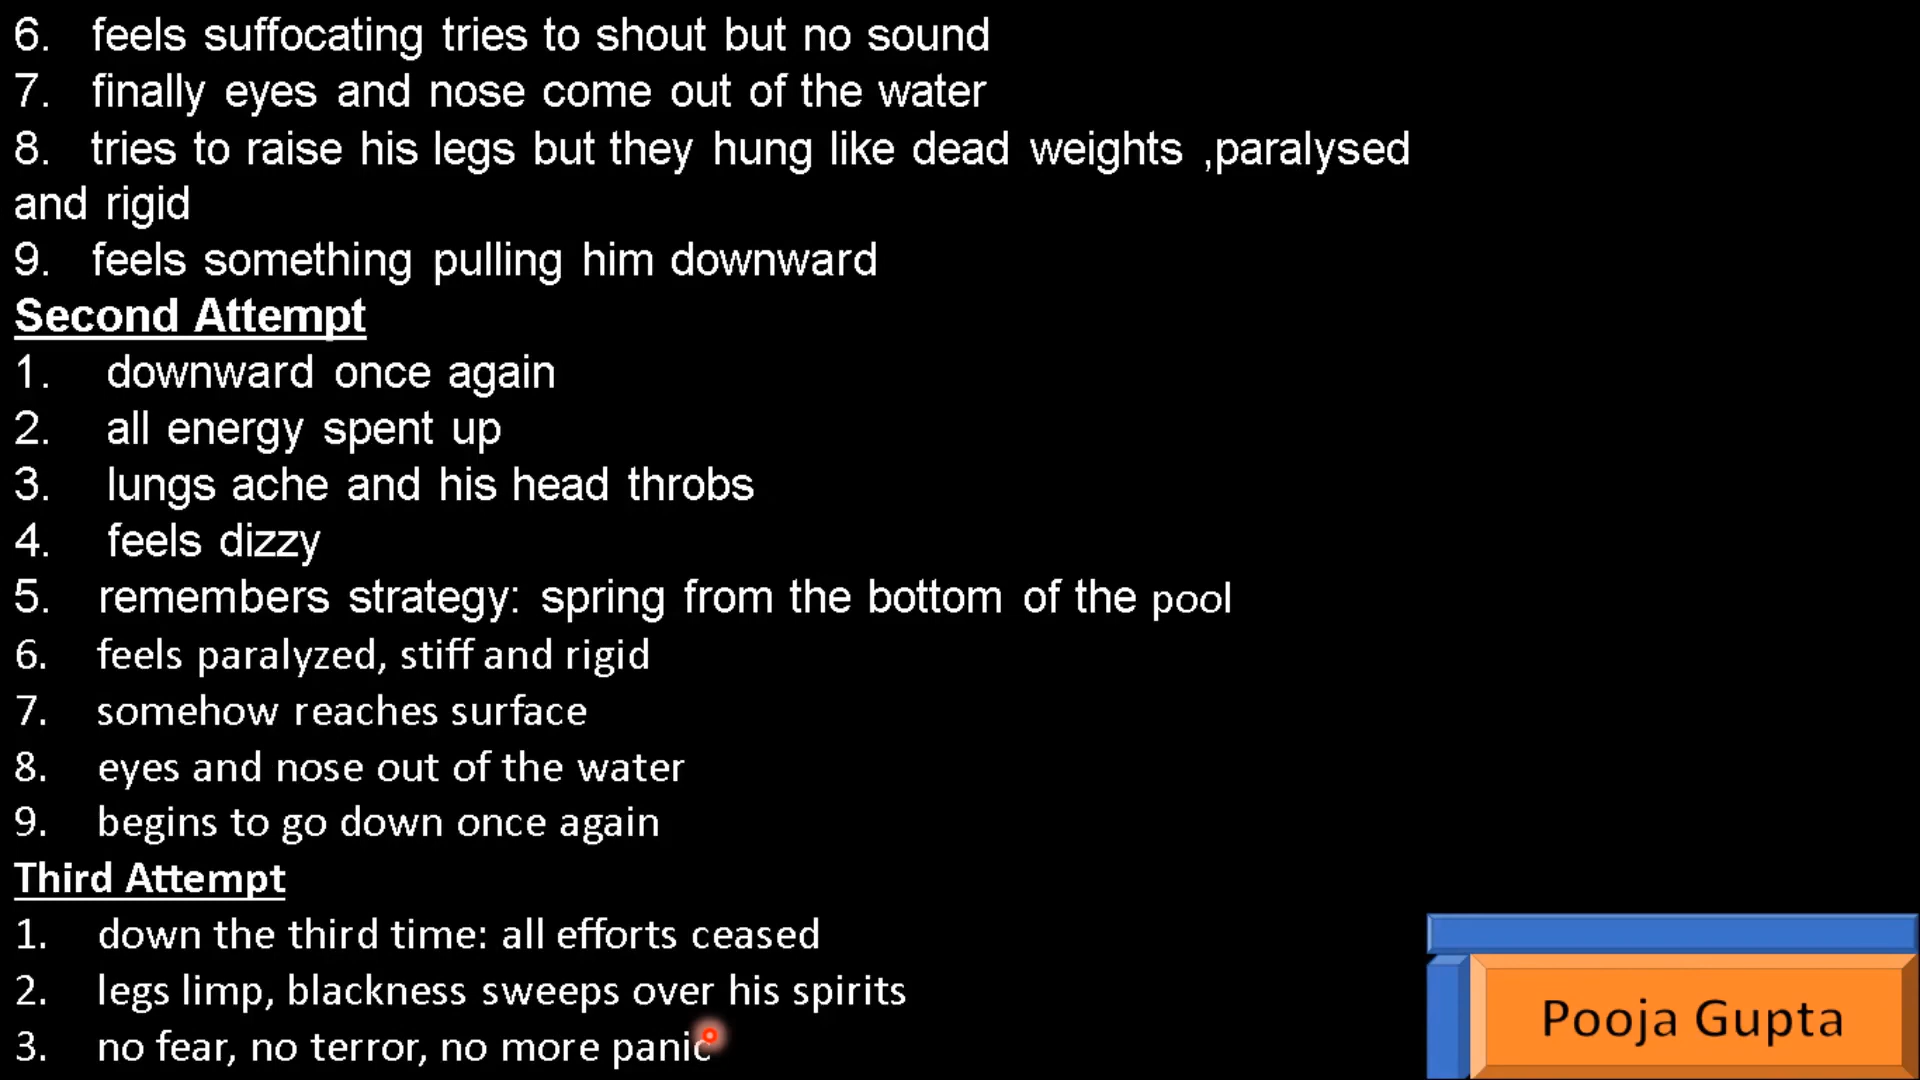 6. feels suffocating tries to shout but no sound
7. finally eyes and nose come out of the water
8. tries to raise his legs but they hung like dead weights ,paralysed
and rigid
9. feels something pulling him downward
Second Attempt
1. downward once again
2. all energy spent up
3. lungs ache and his head throbs
4. feels dizzy
5. remembers strategy: spring from the bottom of the pool
6. feels paralyzed, stiff and rigid
7. somehow reaches surface
8. eyes and nose out of the water
9. begins to go down once again
Third Attempt
1. down the third time: all efforts ceased
2. legs limp, blackness sweeps over his spirits
3. no fear, no terror, no more panic
Pooja Gupta